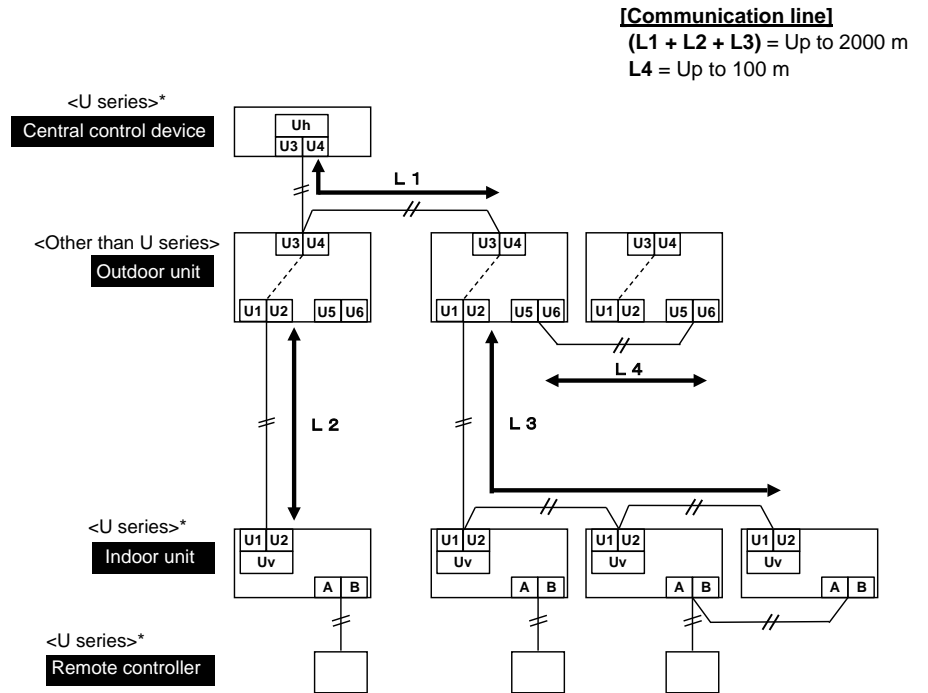 [Communication line]
(L1 + L2 + L3) = Up to 2000 m
L4 = Up to 100 m
<U series>*
Central control device
Uh
U3 U4
L 1
<Other than U series>
Outdoor unit
U3 U4
U3 U4
U3 U4
U1 U2
U5 U6
U1 U2
U5 U6
U1 U2
U5 U6
L 4
L 2
L 3
<U series>*
Indoor unit
U1 U2
Uv
U1 U2
Uv
U1 U2
Uv
U1 U2
Uv
A B
A B
A B
A B
<U series>*
Remote controller